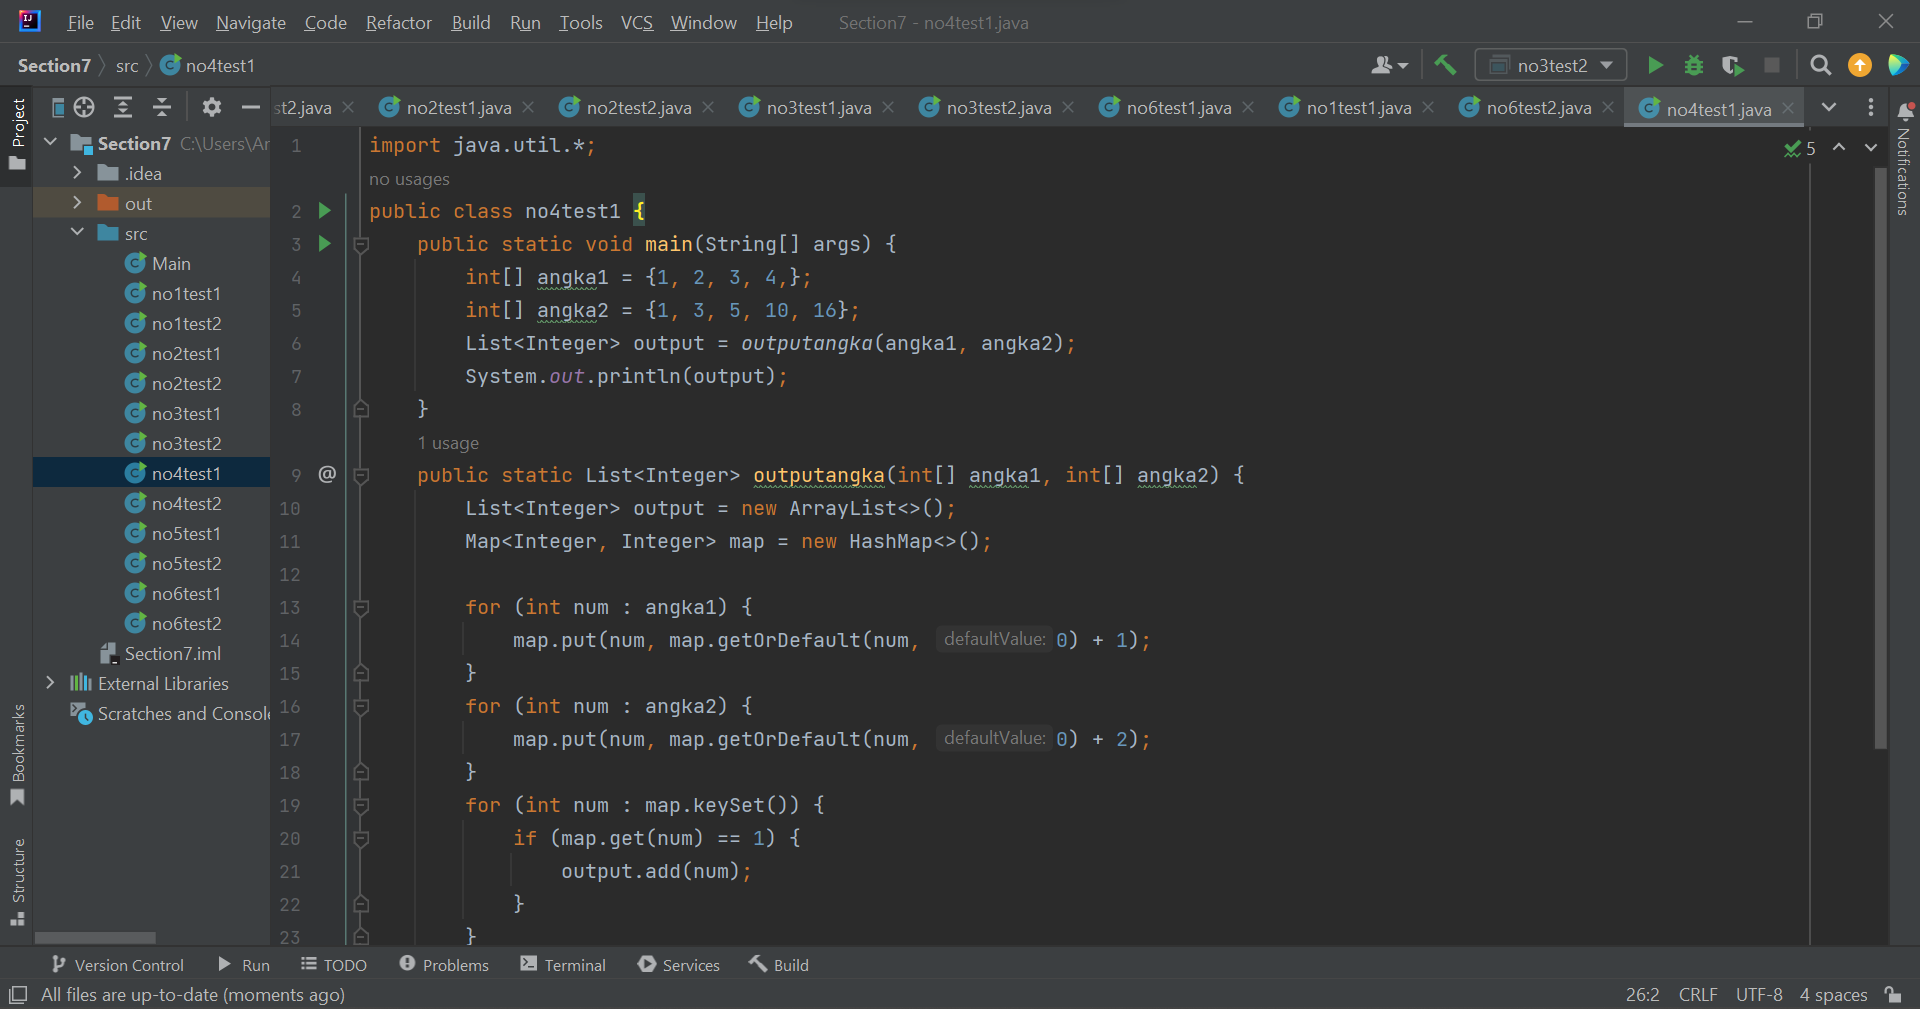 File Edit View Navigate Code Refactor Build Run Tools VCS Window Help Section7 - no4test1.java
Section7 src no4test1 no3test2
st2.java no2test1.java no2test2.java no3test1.java no3test2.java no6test1.java no1test1.java no6test2.java no4test1.java
Project
Bookmarks
Structure
Section7 C:\Users\Ar
.idea
out
src
Main
no1test1
no1test2
no2test1
no2test2
no3test1
no3test2
no4test1
no4test2
no5test1
no5test2
no6test1
no6test2
Section7.iml
External Libraries
Scratches and Consol
1 import java.util.*;
no usages
2 public class no4test1 {
3 public static void main(String[] args) {
4 int[] angka1 = {1, 2, 3, 4,};
5 int[] angka2 = {1, 3, 5, 10, 16};
6 List<Integer> output = outputangka(angka1, angka2);
7 System.out.println(output);
8 }
1 usage
9 @ public static List<Integer> outputangka(int[] angka1, int[] angka2) {
10 List<Integer> output = new ArrayList<>();
11 Map<Integer, Integer> map = new HashMap<>();
12
13 for (int num : angka1) {
14 map.put(num, map.getOrDefault(num, defaultValue: 0) + 1);
15 }
16 for (int num : angka2) {
17 map.put(num, map.getOrDefault(num, defaultValue: 0) + 2);
18 }
19 for (int num : map.keySet()) {
20 if (map.get(num) == 1) {
21 output.add(num);
22 }
23 }
5
Notifications
Version Control Run TODO Problems Terminal Services Build
All files are up-to-date (moments ago) 26:2 CRLF UTF-8 4 spaces